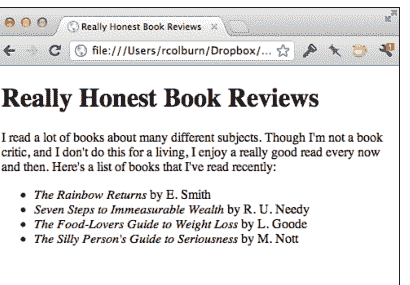 Really Honest Book Reviews
file:///Users/rcolburn/Dropbox/...
Really Honest Book Reviews
I read a lot of books about many different subjects. Though I'm not a book
critic, and I don't do this for a living, I enjoy a really good read every now
and then. Here's a list of books that I've read recently:
The Rainbow Returns by E. Smith
Seven Steps to Immeasurable Wealth by R. U. Needy
The Food-Lovers Guide to Weight Loss by L. Goode
The Silly Person's Guide to Seriousness by M. Nott